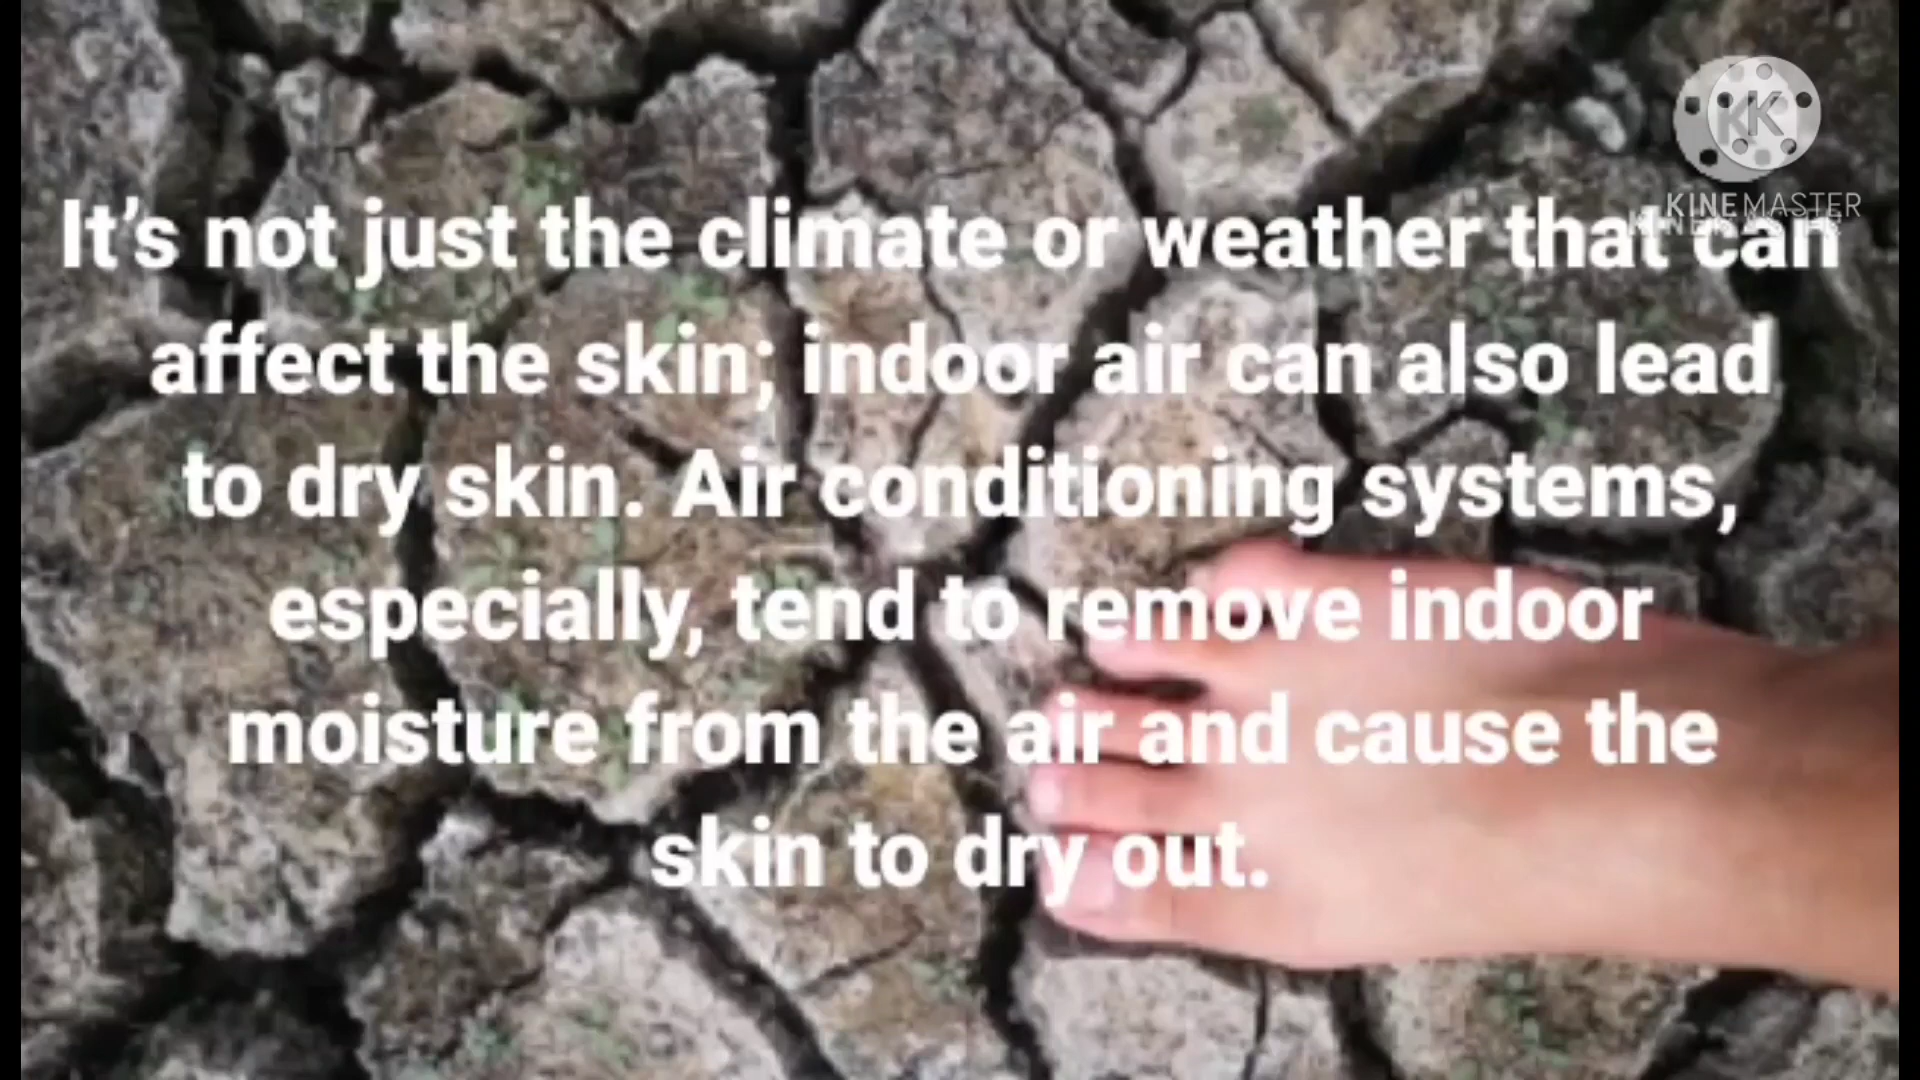 KINEMASTER
KINEMASTER
It’s not just the climate or weather that can
affect the skin; indoor air can also lead
to dry skin. Air conditioning systems,
especially, tend to remove indoor
moisture from the air and cause the
skin to dry out.